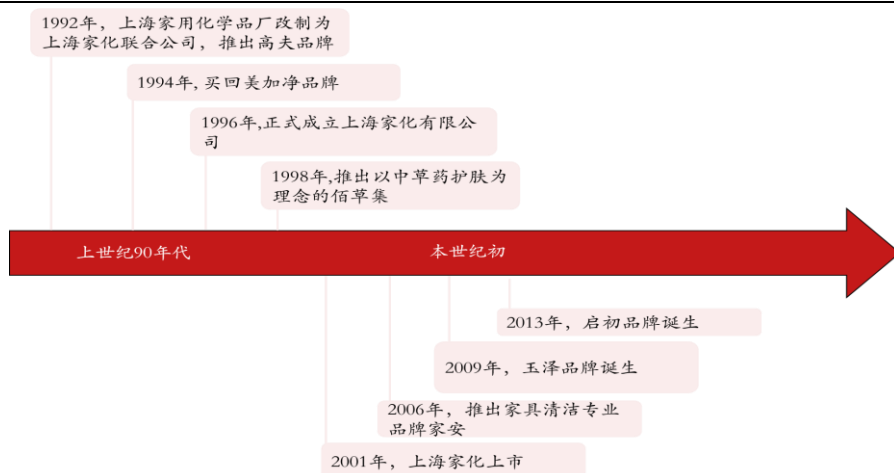 1992年，上海家用化学品厂改制为
上海家化联合公司，推出高夫品牌
1994年,买回美加净品牌
1996年,正式成立上海家化有限公
司
1998年,推出以中草药护肤为
理念的佰草集
上世纪90年代
本世纪初
2013年，启初品牌诞生
2009年，玉泽品牌诞生
2006年，推出家具清洁专业
品牌家安
2001年，上海家化上市